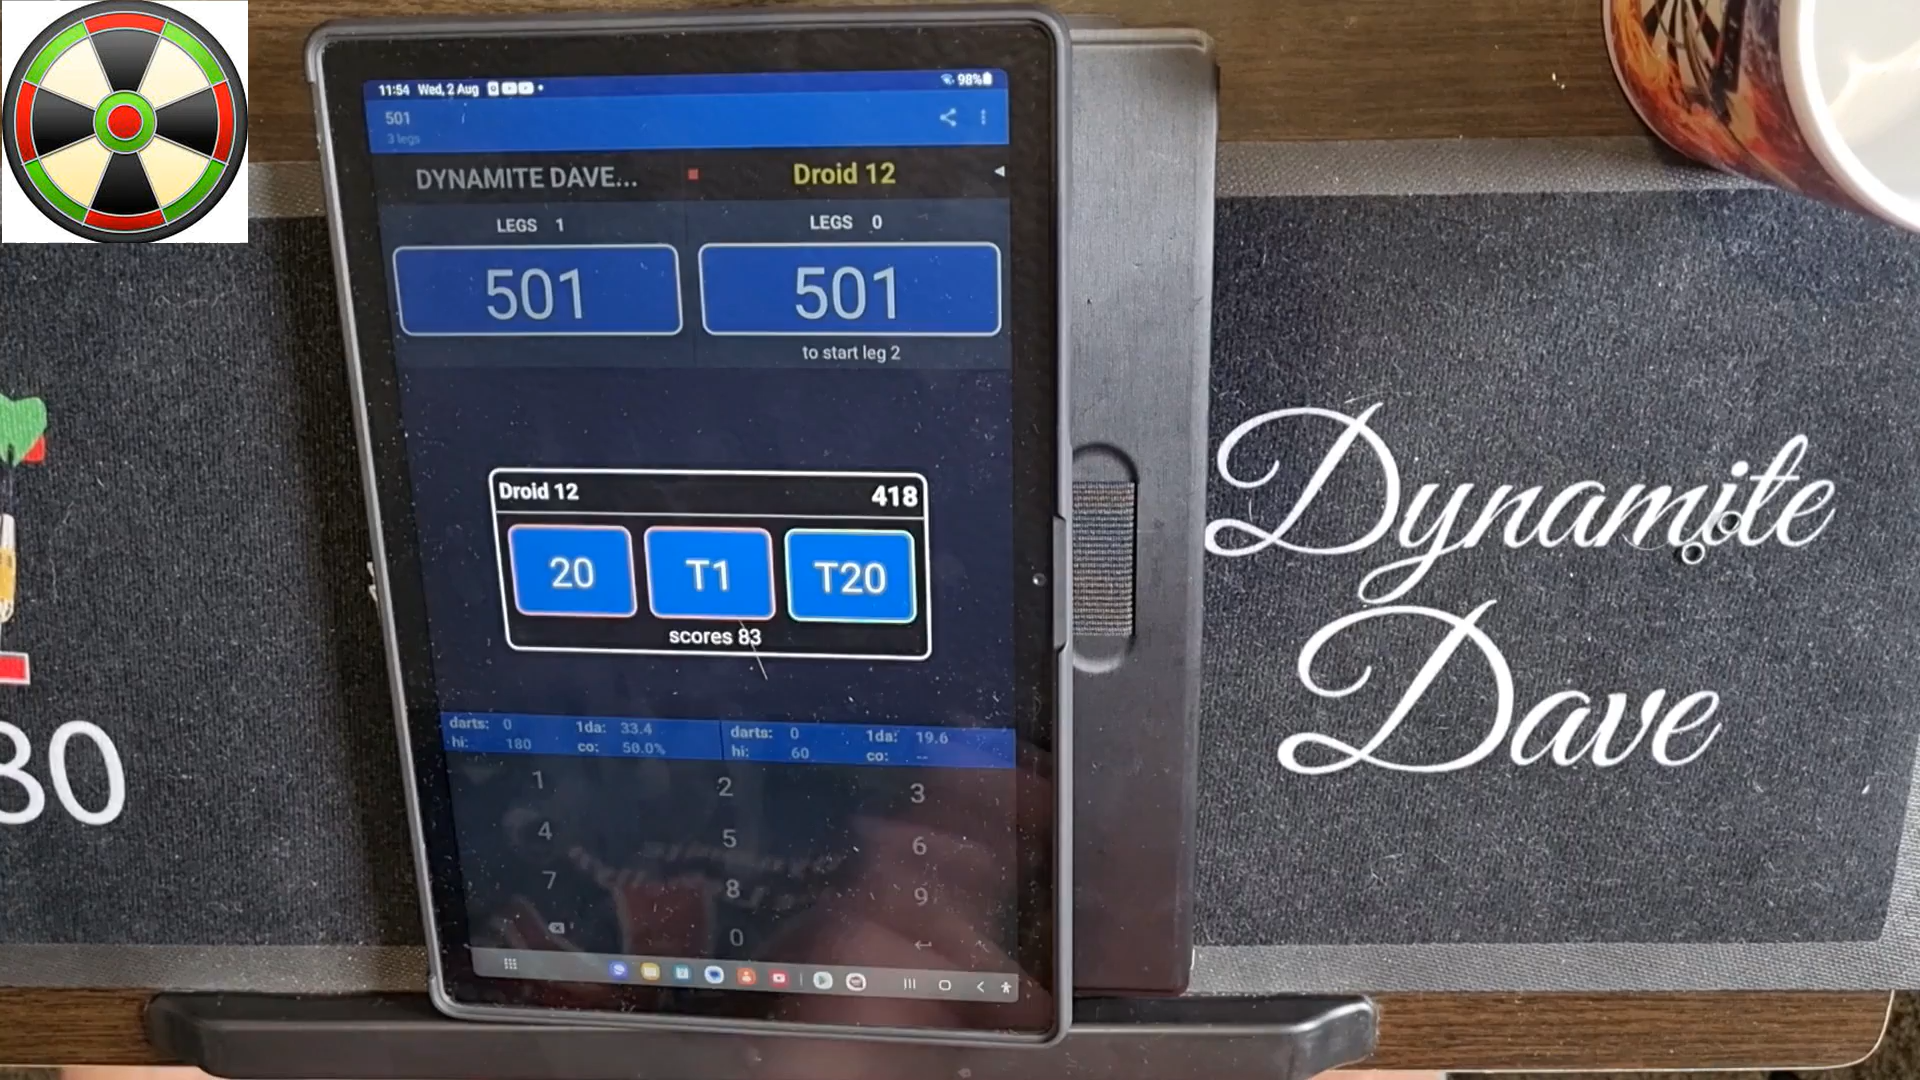 11:54 Wed, 2 Aug
98%
501
3 legs
DYNAMITE DAVE...
Droid 12
LEGS 1
LEGS 0
501
501
to start leg 2
Droid 12
418
20
T1
T20
scores 83
darts: 0 1da: 33.4
hi: 180 co: 50.0%
darts: 0 1da: 19.6
hi: 60 co: --
1 2 3
4 5 6
7 8 9
0
Dynamite
Dave
80